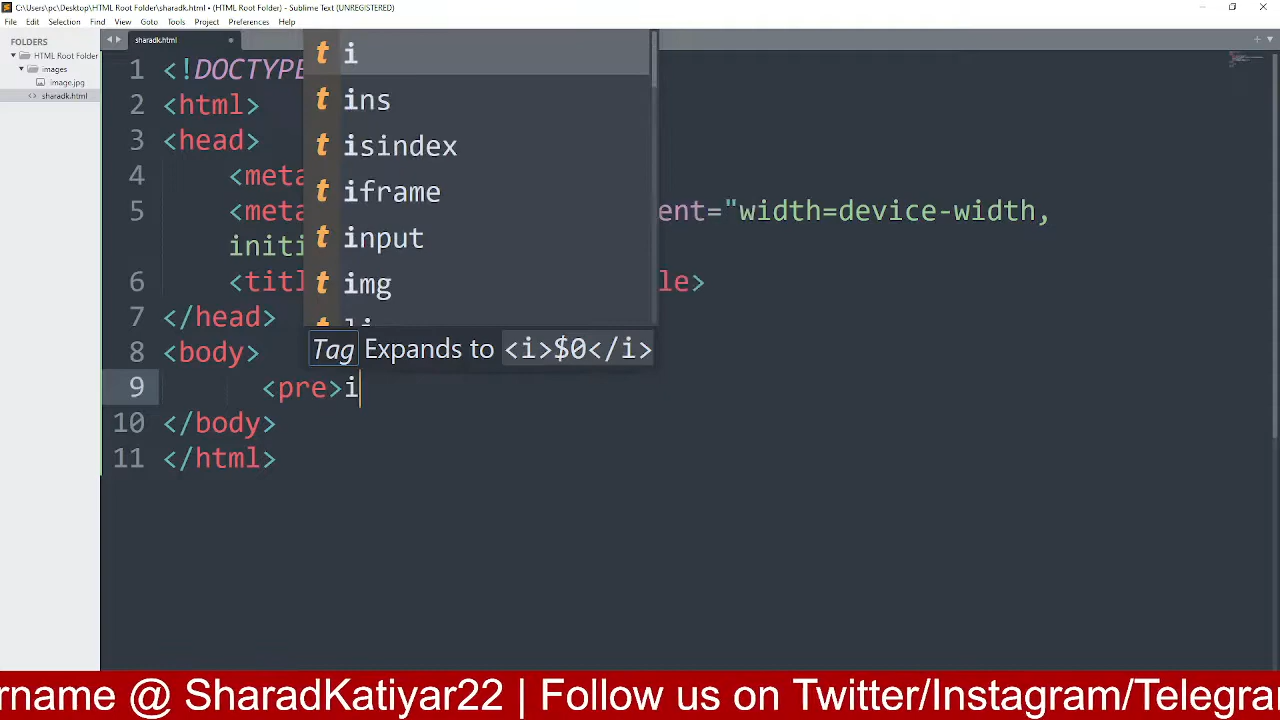 C:\Users\pc\Desktop\HTML Root Folder\sharadk.html • (HTML Root Folder) - Sublime Text (UNREGISTERED)
File Edit Selection Find View Goto Tools Project Preferences Help
FOLDERS
HTML Root Folder
images
image.jpg
sharadk.html
sharadk.html
1 <!DOCTYPE
2 <html>
3 <head>
4 <meta
5 <meta ent="width=device-width,
initi
6 <titl le>
7 </head>
8 <body>
9 <pre>i
10 </body>
11 </html>
t i
t ins
t isindex
t iframe
t input
t img
t li
Tag Expands to <i>$0</i>
rname @ SharadKatiyar22 | Follow us on Twitter/Instagram/Telegra